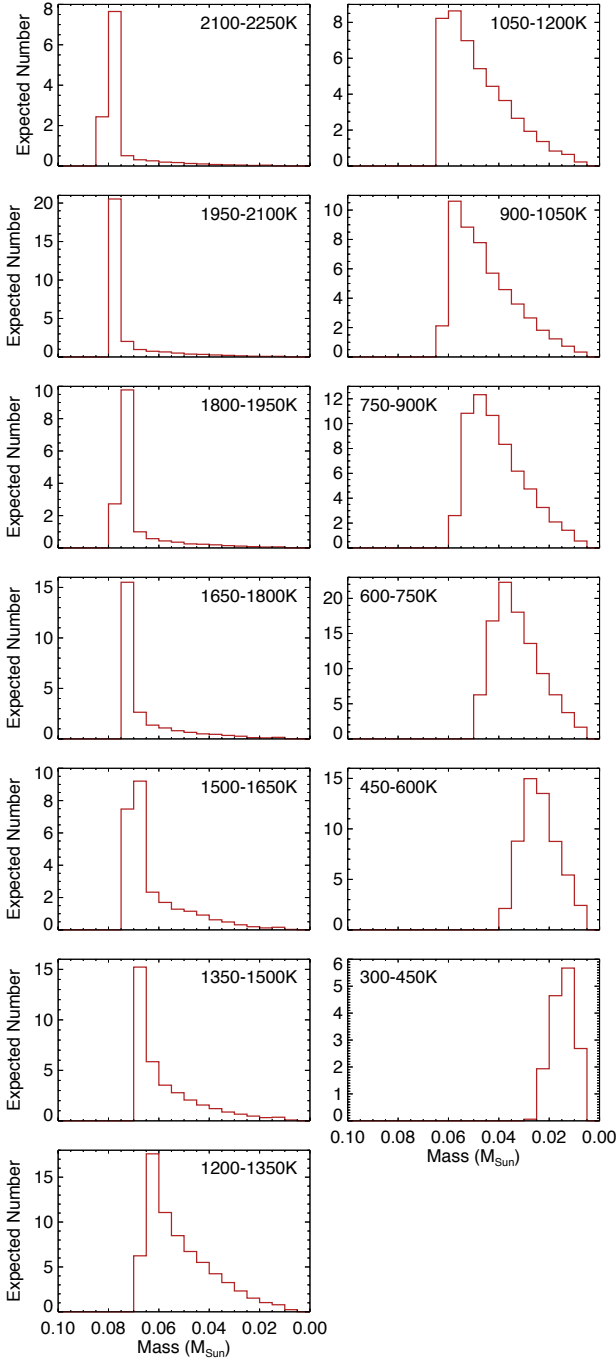 2100-2250K
Expected Number
8
6
4
2
0
1950-2100K
Expected Number
20
15
10
5
0
1800-1950K
Expected Number
10
8
6
4
2
0
1650-1800K
Expected Number
15
10
5
0
1500-1650K
Expected Number
10
8
6
4
2
0
1350-1500K
Expected Number
15
10
5
0
1200-1350K
Expected Number
15
10
5
0
0.10 0.08 0.06 0.04 0.02 0.00
Mass (MSun)
1050-1200K
8
6
4
2
0
900-1050K
10
8
6
4
2
0
750-900K
12
10
8
6
4
2
0
600-750K
20
15
10
5
0
450-600K
15
10
5
0
300-450K
6
5
4
3
2
1
0
0.10 0.08 0.06 0.04 0.02 0.00
Mass (MSun)